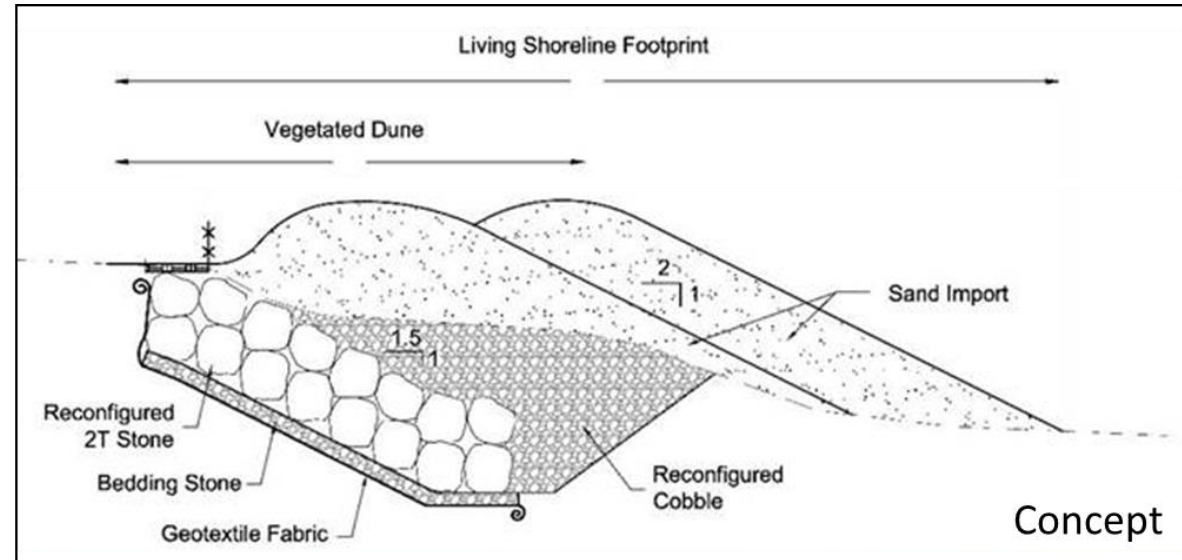 Living Shoreline Footprint
Vegetated Dune
2
1
Sand Import
1.5
1
Reconfigured
2T Stone
Bedding Stone
Geotextile Fabric
Reconfigured
Cobble
Concept